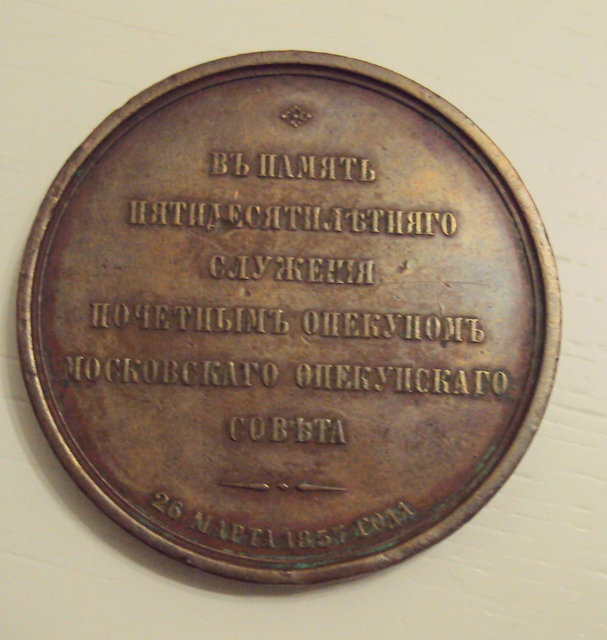 ВЪ ПАМЯТЬ
ПЯТИДЕСЯТИЛѢТНЯГО
СЛУЖЕНІЯ
ПОЧЕТНЫМЪ ОПЕКУНОМЪ
МОСКОВСКАГО ОПЕКУНСКАГО
СОВѢТА
26 МАРТА 1857 ГОДА